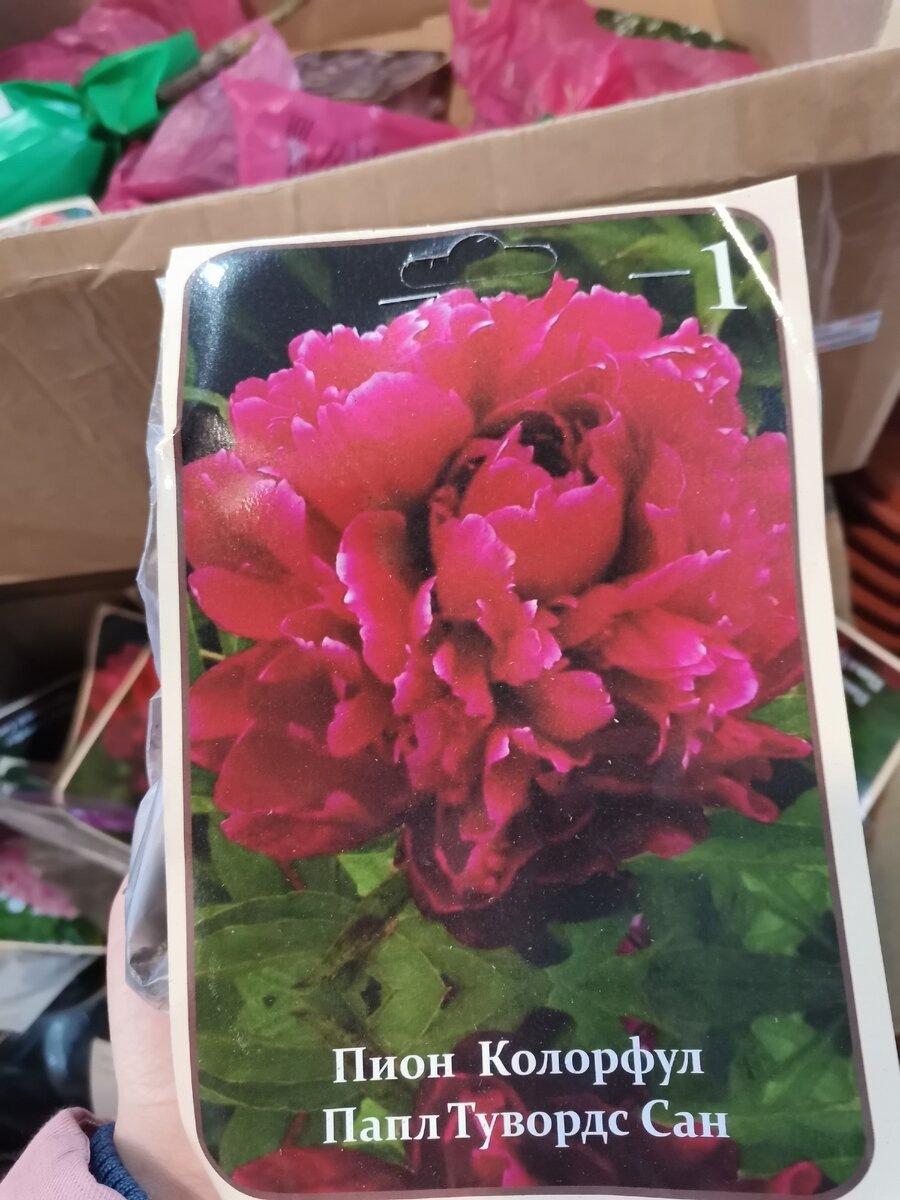 1
Пион Колорфул
Папл Тувордс Сан